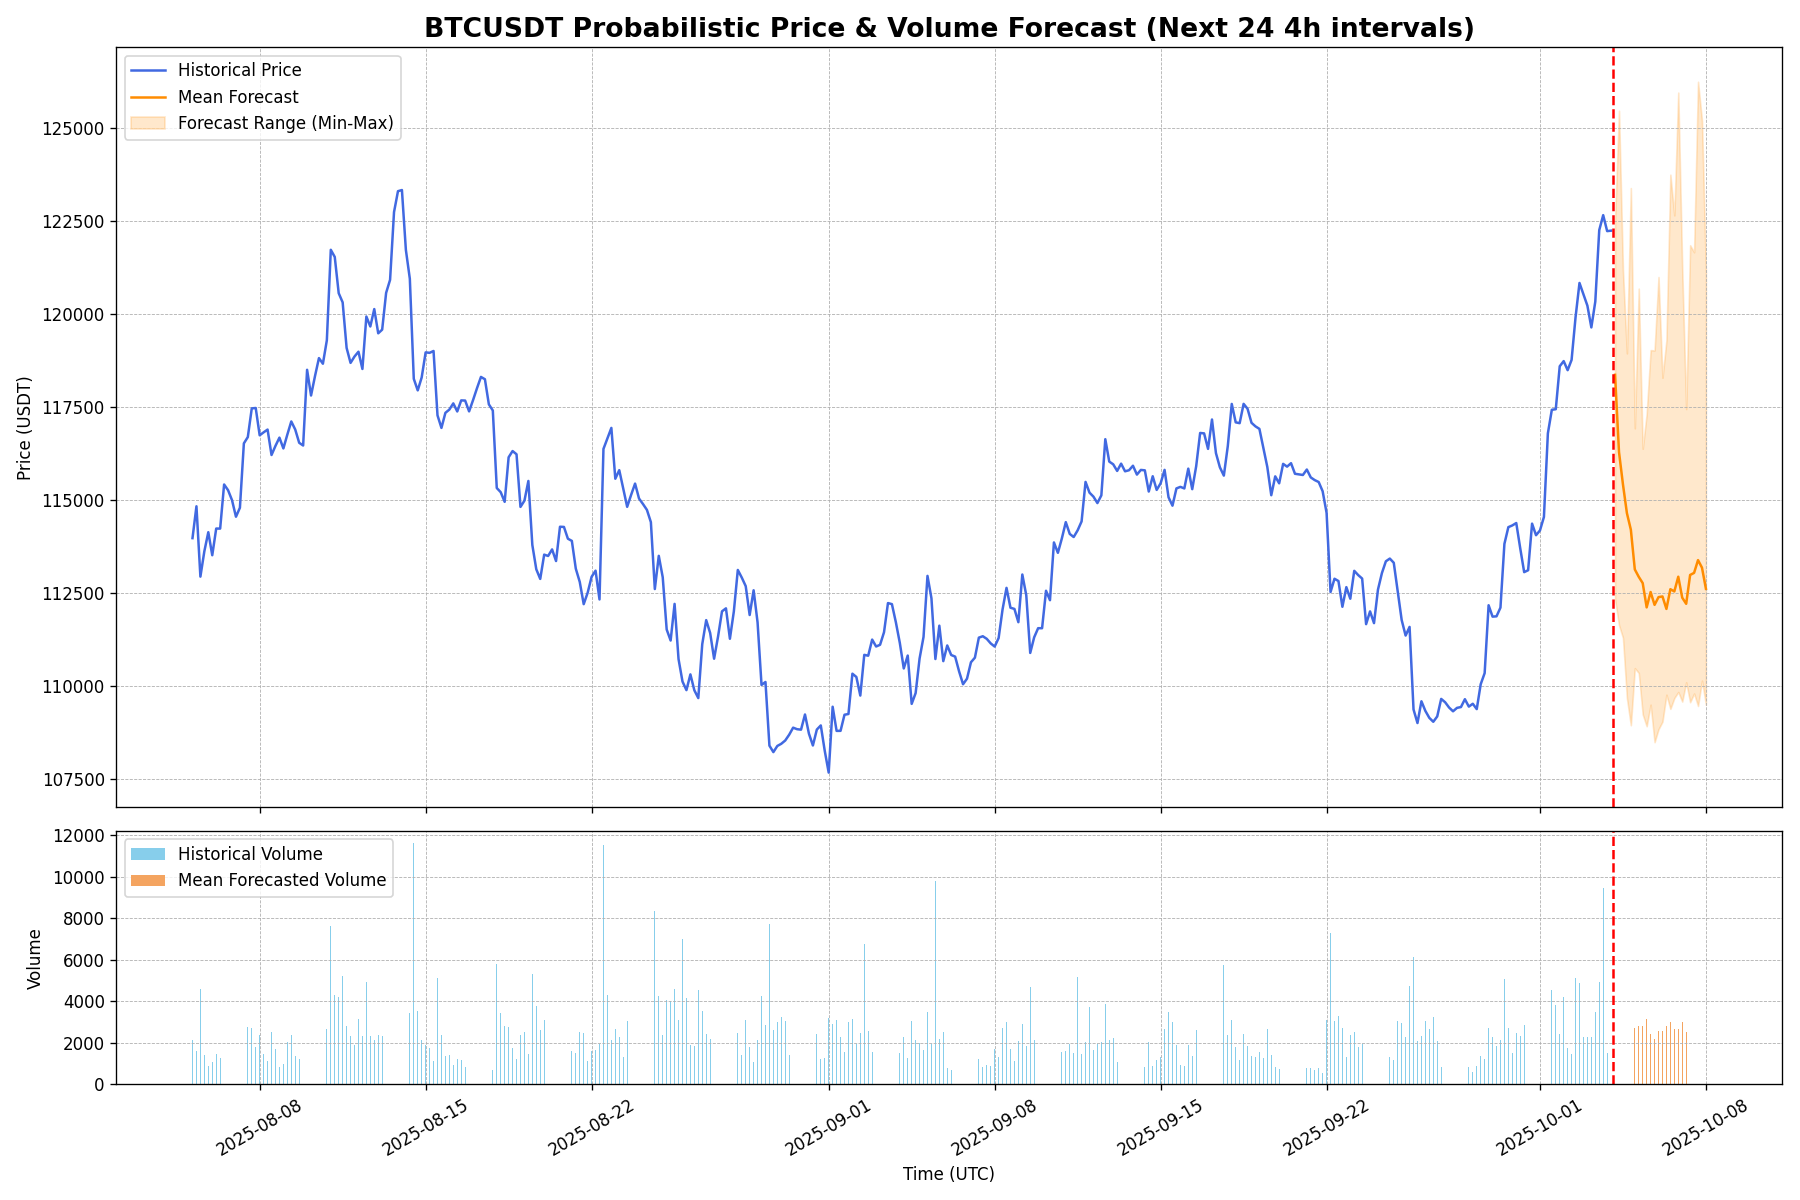 BTCUSDT Probabilistic Price & Volume Forecast (Next 24 4h intervals)
Historical Price
Mean Forecast
Forecast Range (Min-Max)
125000
122500
120000
117500
115000
112500
110000
107500
Price (USDT)
Historical Volume
Mean Forecasted Volume
12000
10000
8000
6000
4000
2000
0
Volume
2025-08-08
2025-08-15
2025-08-22
2025-09-01
2025-09-08
2025-09-15
2025-09-22
2025-10-01
2025-10-08
Time (UTC)